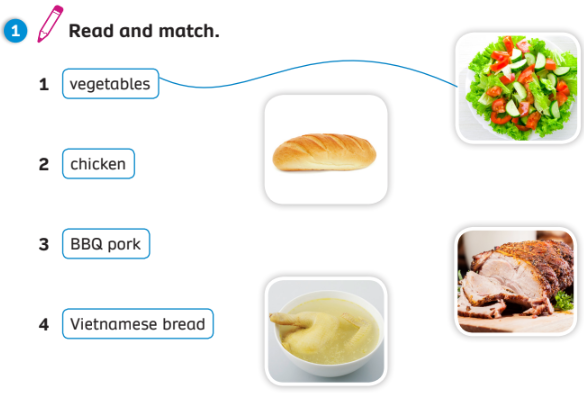 1 Read and match.
1 vegetables
2 chicken
3 BBQ pork
4 Vietnamese bread